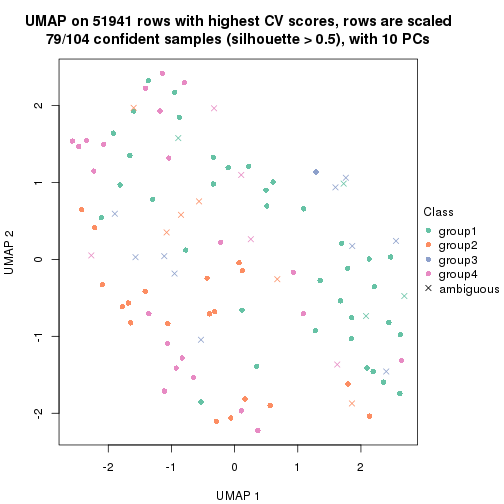 UMAP on 51941 rows with highest CV scores, rows are scaled
79/104 confident samples (silhouette > 0.5), with 10 PCs
2
1
0
-1
-2
UMAP 2
-2
-1
0
1
2
UMAP 1
Class
group1
group2
group3
group4
ambiguous